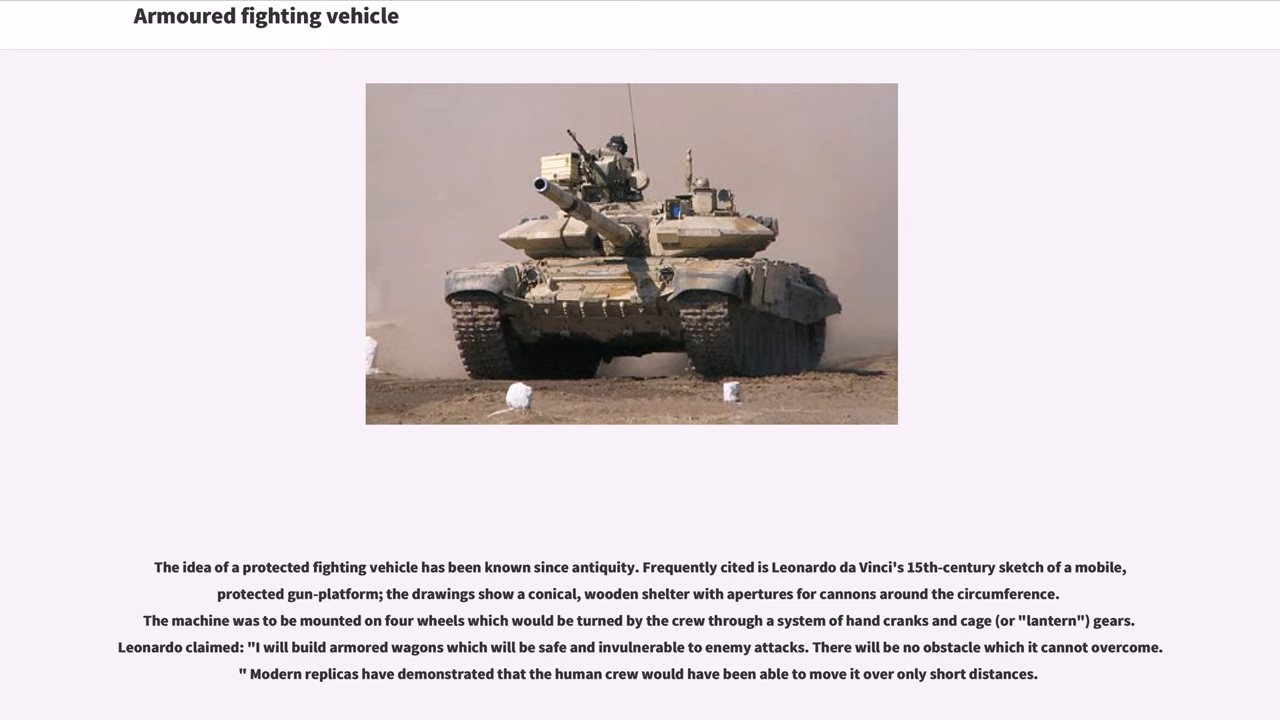 Armoured fighting vehicle
The idea of a protected fighting vehicle has been known since antiquity. Frequently cited is Leonardo da Vinci's 15th-century sketch of a mobile,
protected gun-platform; the drawings show a conical, wooden shelter with apertures for cannons around the circumference.
The machine was to be mounted on four wheels which would be turned by the crew through a system of hand cranks and cage (or "lantern") gears.
Leonardo claimed: "I will build armored wagons which will be safe and invulnerable to enemy attacks. There will be no obstacle which it cannot overcome.
" Modern replicas have demonstrated that the human crew would have been able to move it over only short distances.